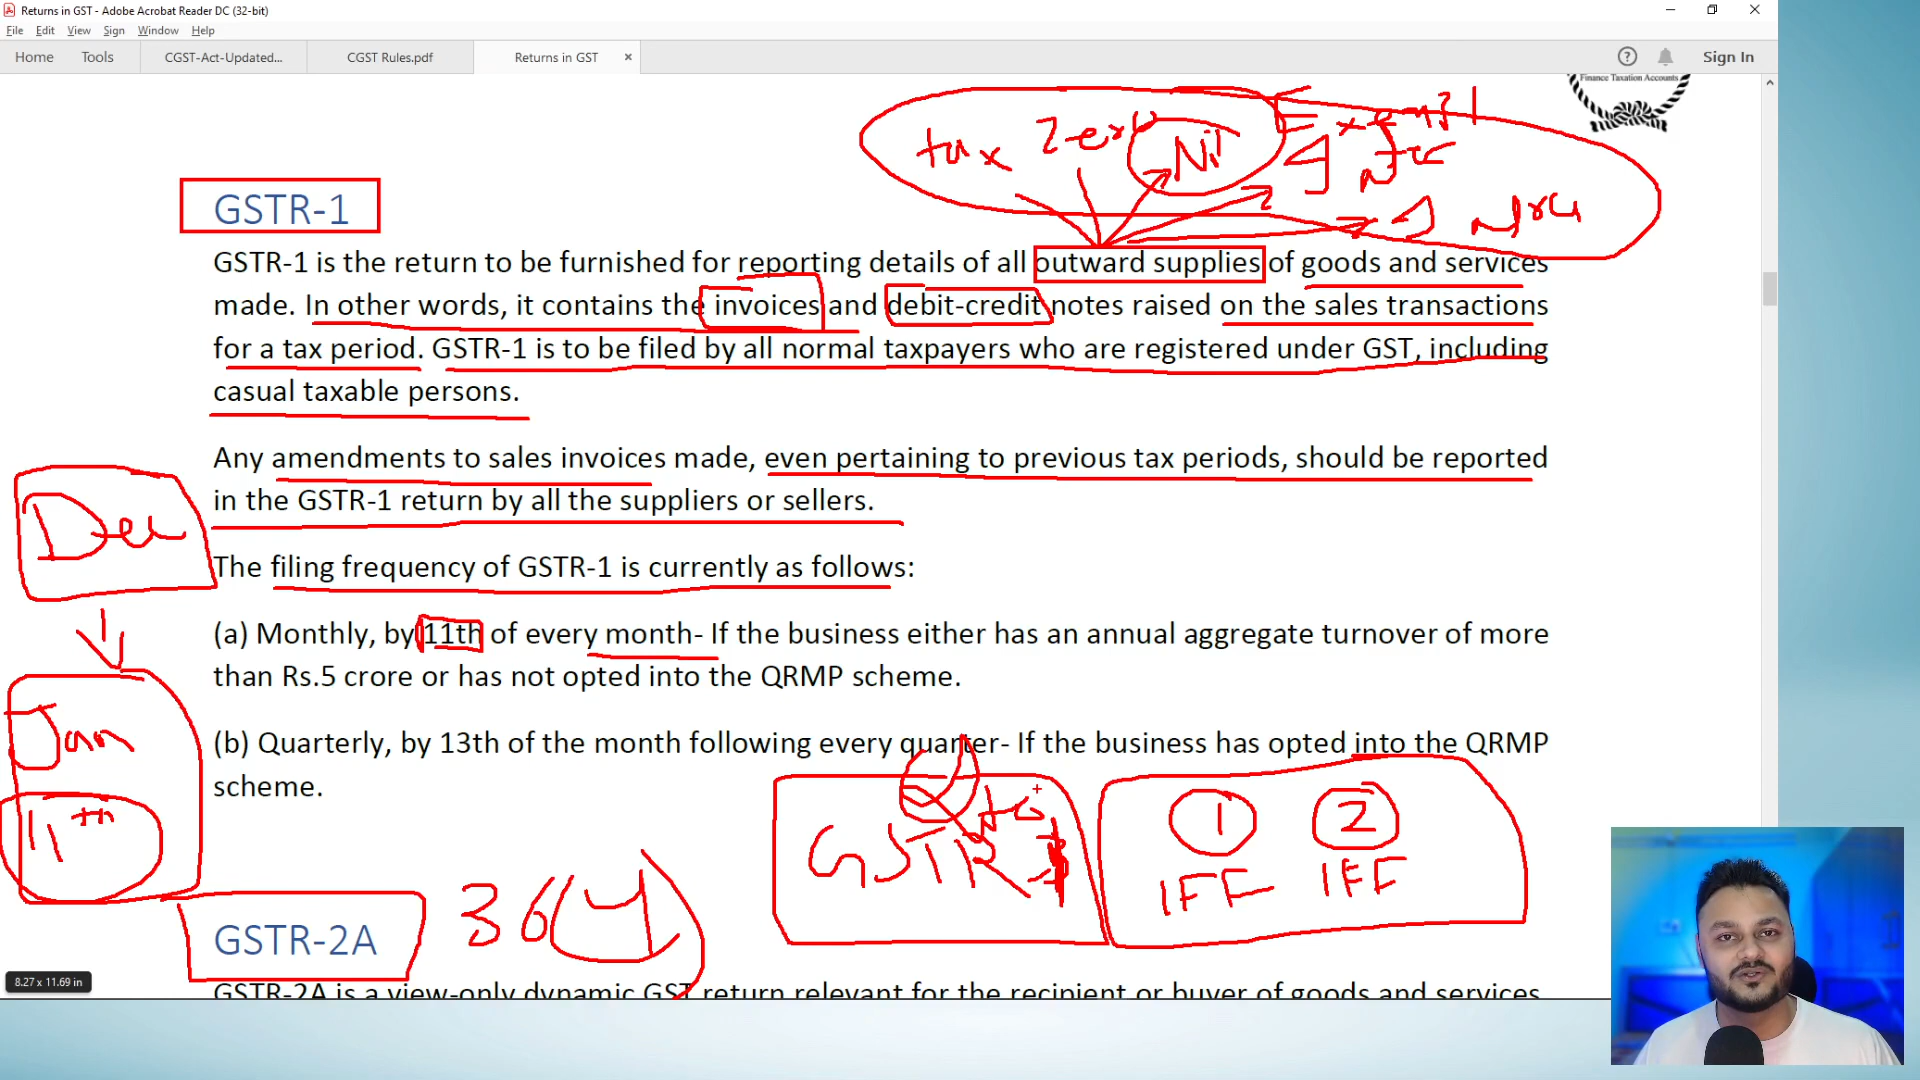 Returns in GST - Adobe Acrobat Reader DC (32-bit)
File Edit View Sign Window Help
Home Tools CGST-Act-Updated... CGST Rules.pdf Returns in GST × Sign In
Finance Taxation Accounts
tax Zero Nil Exempt
GSTR-1
GSTR-1 is the return to be furnished for reporting details of all outward supplies of goods and services
made. In other words, it contains the invoices and debit-credit notes raised on the sales transactions
for a tax period. GSTR-1 is to be filed by all normal taxpayers who are registered under GST, including
casual taxable persons.
Any amendments to sales invoices made, even pertaining to previous tax periods, should be reported
in the GSTR-1 return by all the suppliers or sellers.
Dec
The filing frequency of GSTR-1 is currently as follows:
(a) Monthly, by 11th of every month- If the business either has an annual aggregate turnover of more
than Rs.5 crore or has not opted into the QRMP scheme.
Jan
(b) Quarterly, by 13th of the month following every quarter- If the business has opted into the QRMP
scheme.
11th
GSTR
1 2
IFF IFF
GSTR-2A
8.27 x 11.69 in
GSTR-2A is a view-only dynamic GST return relevant for the recipient or buyer of goods and services.